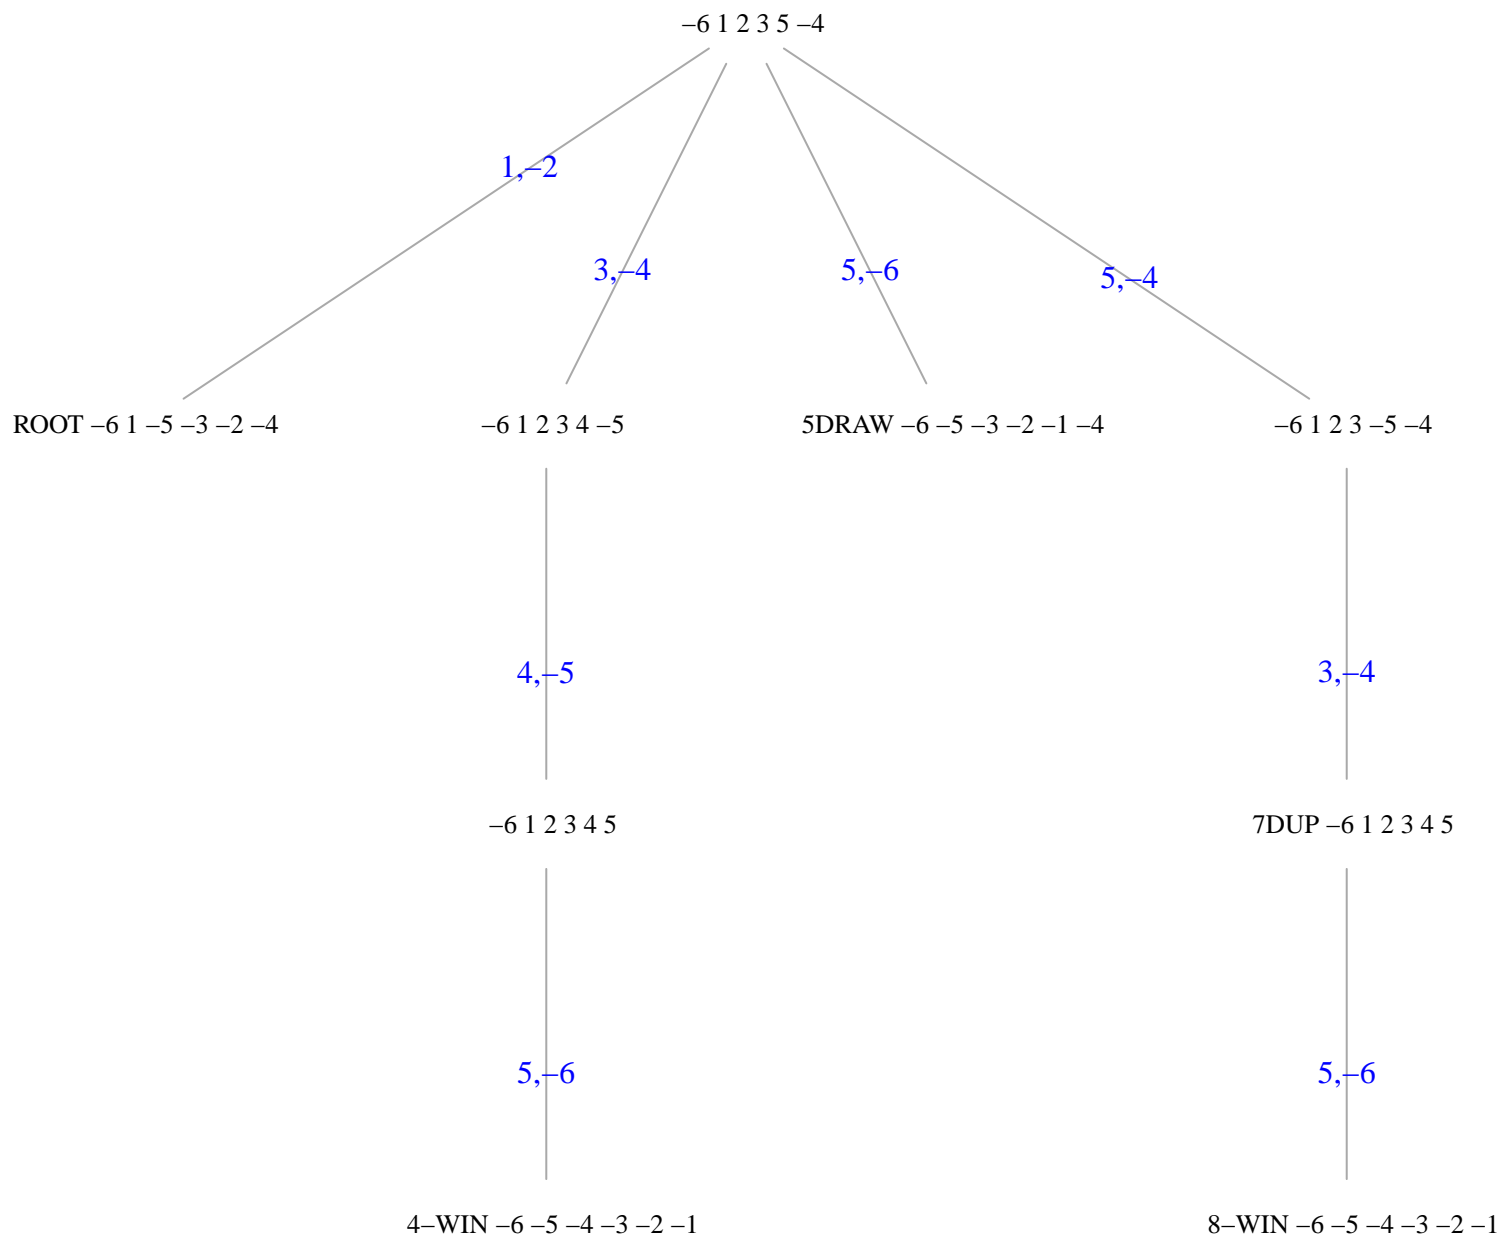 –6 1 2 3 5 –4
1,–2
3,–4
5,–6
5,–4
ROOT –6 1 –5 –3 –2 –4
–6 1 2 3 4 –5
5DRAW –6 –5 –3 –2 –1 –4
–6 1 2 3 –5 –4
4,–5
3,–4
–6 1 2 3 4 5
7DUP –6 1 2 3 4 5
5,–6
5,–6
4–WIN –6 –5 –4 –3 –2 –1
8–WIN –6 –5 –4 –3 –2 –1